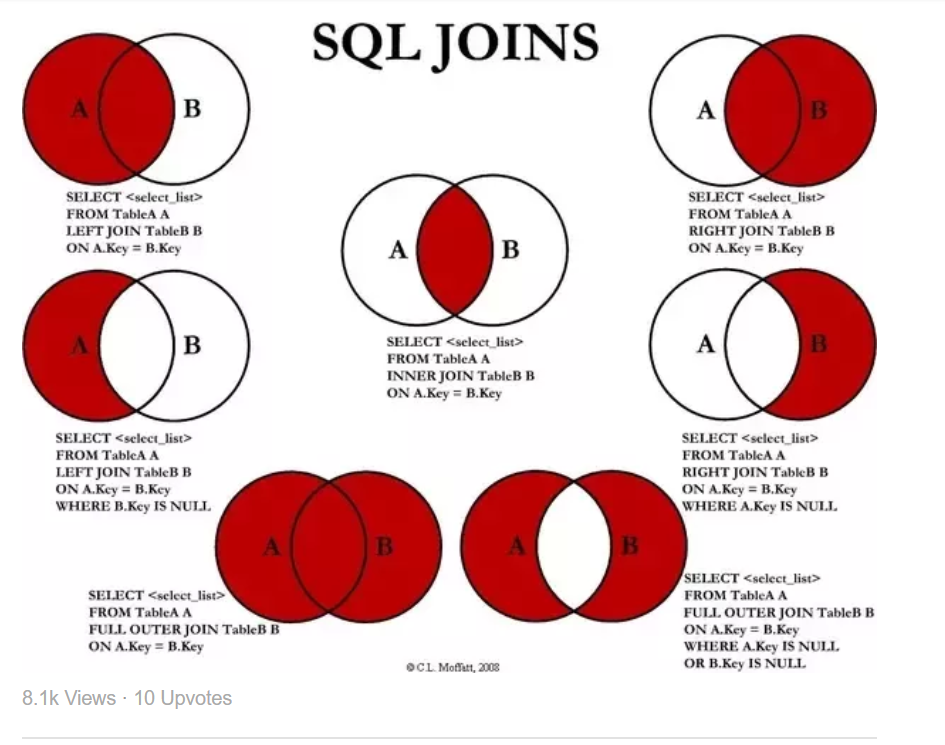 SQL JOINS
A B
SELECT <select_list>
FROM TableA A
LEFT JOIN TableB B
ON A.Key = B.Key
A B
SELECT <select_list>
FROM TableA A
RIGHT JOIN TableB B
ON A.Key = B.Key
A B
SELECT <select_list>
FROM TableA A
INNER JOIN TableB B
ON A.Key = B.Key
A B
SELECT <select_list>
FROM TableA A
LEFT JOIN TableB B
ON A.Key = B.Key
WHERE B.Key IS NULL
A B
SELECT <select_list>
FROM TableA A
RIGHT JOIN TableB B
ON A.Key = B.Key
WHERE A.Key IS NULL
A B
SELECT <select_list>
FROM TableA A
FULL OUTER JOIN TableB B
ON A.Key = B.Key
A B
SELECT <select_list>
FROM TableA A
FULL OUTER JOIN TableB B
ON A.Key = B.Key
WHERE A.Key IS NULL
OR B.Key IS NULL
© C.L. Moffatt, 2008
8.1k Views · 10 Upvotes